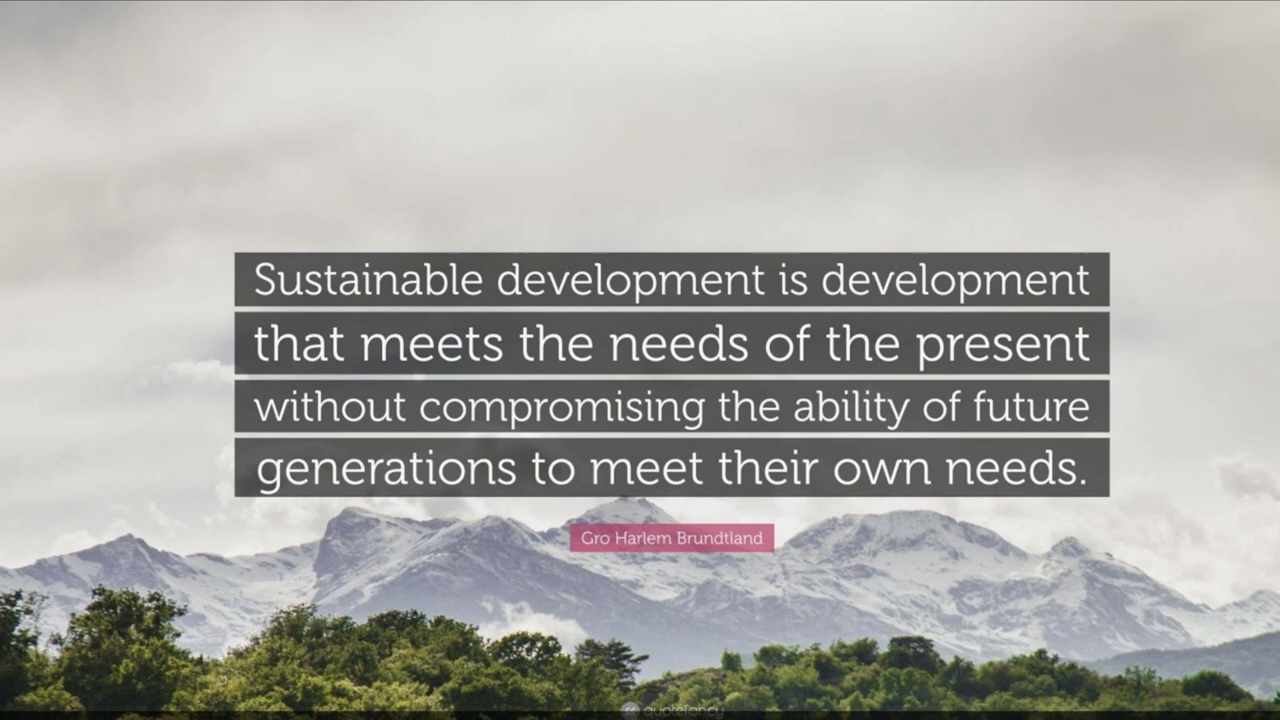 Sustainable development is development
that meets the needs of the present
without compromising the ability of future
generations to meet their own needs.
Gro Harlem Brundtland
quotefancy